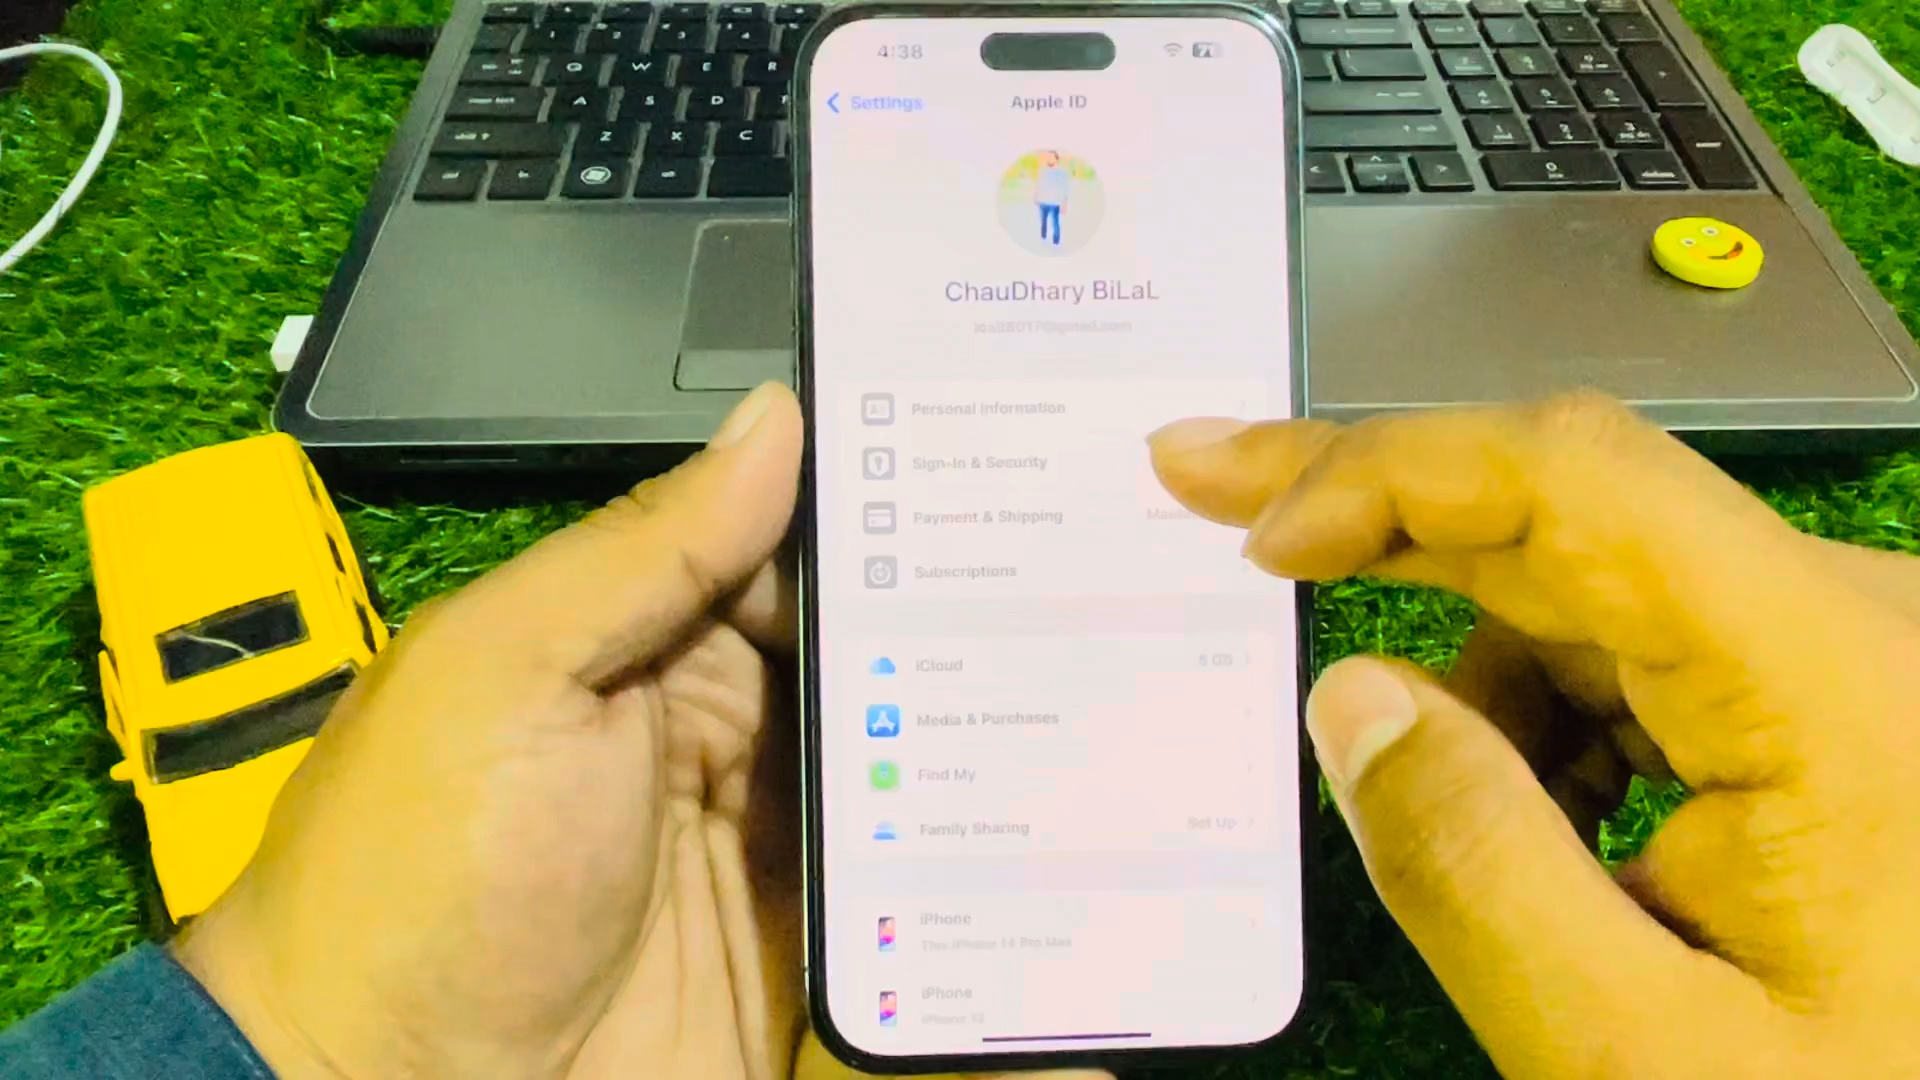 4:38
71
Settings
Apple ID
ChauDhary BiLaL
Personal Information
Sign-In & Security
Payment & Shipping
Subscriptions
iCloud
5 GB
Media & Purchases
Find My
Family Sharing
Set Up
iPhone
This iPhone 14 Pro Max
iPhone
Q W E R
A S D
Z X C